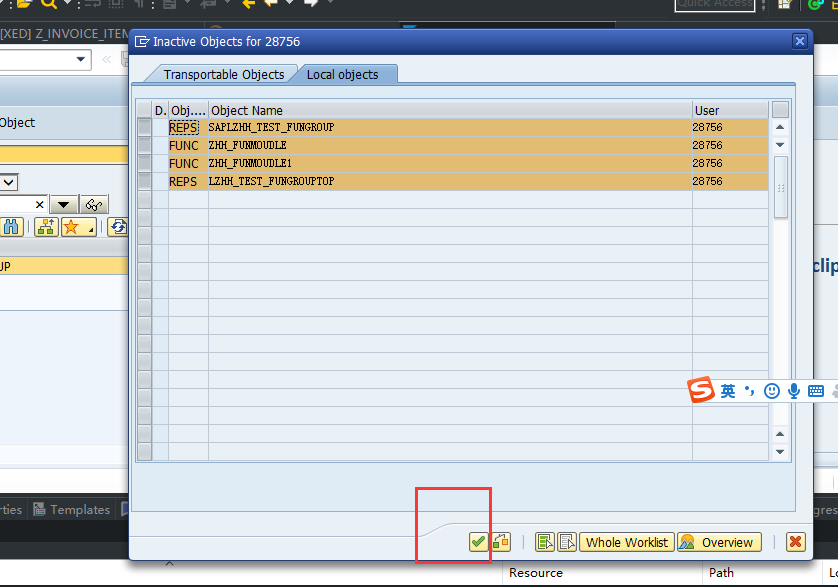 Quick Access
[XED] Z_INVOICE_ITEM
Inactive Objects for 28756
Object
Transportable Objects
Local objects
D.
Obj....
Object Name
User
REPS
SAPLZHH_TEST_FUNGROUP
28756
FUNC
ZHH_FUNMOUDLE
28756
FUNC
ZHH_FUNMOUDLE1
28756
REPS
LZHH_TEST_FUNGROUPTOP
28756
UP
clip
英
rties
Templates
gres
Whole Worklist
Overview
Resource
Path
Lo